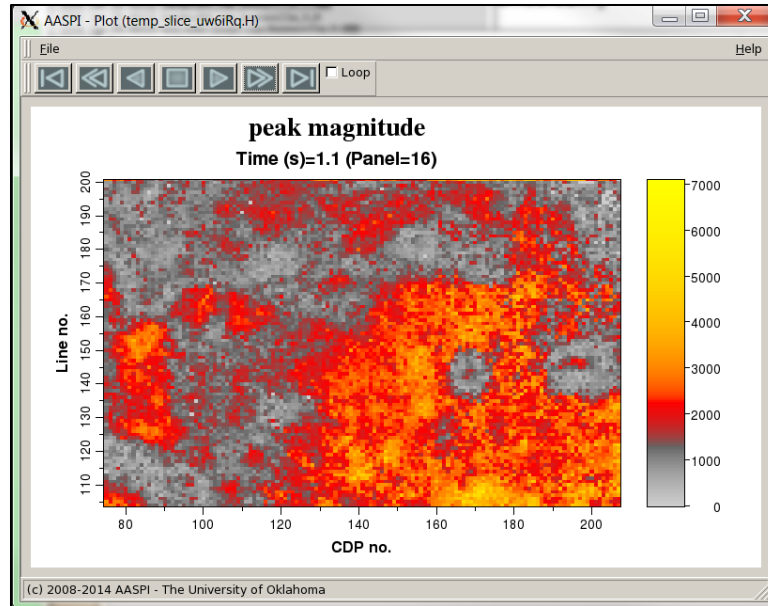 AASPI - Plot (temp_slice_uw6iRq.H)
File Help
Loop
peak magnitude
Time (s)=1.1 (Panel=16)
Line no.
200
190
180
170
160
150
140
130
120
110
7000
6000
5000
4000
3000
2000
1000
0
80 100 120 140 160 180 200
CDP no.
(c) 2008-2014 AASPI - The University of Oklahoma